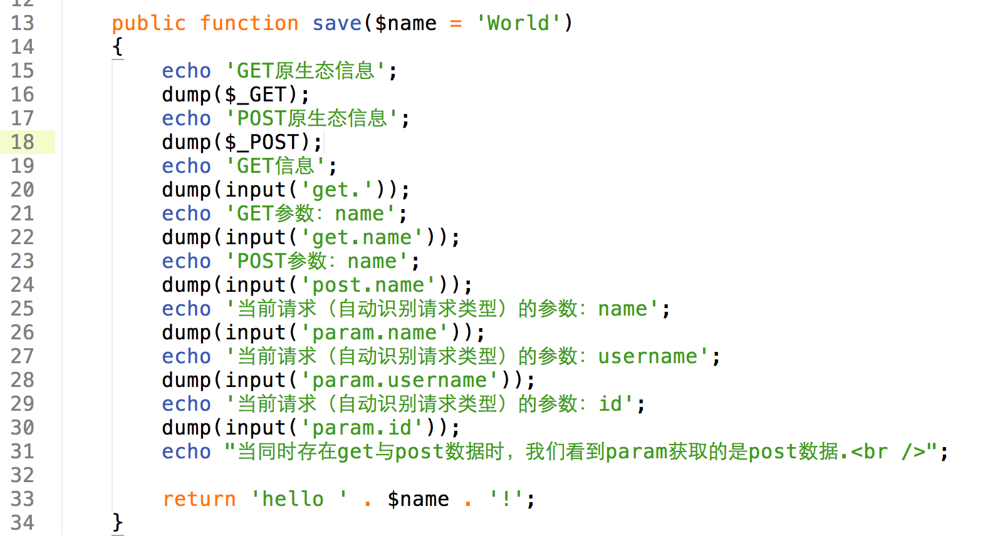 12
13 public function save($name = 'World')
14 {
15 echo 'GET原生态信息';
16 dump($_GET);
17 echo 'POST原生态信息';
18 dump($_POST);
19 echo 'GET信息';
20 dump(input('get.'));
21 echo 'GET参数：name';
22 dump(input('get.name'));
23 echo 'POST参数：name';
24 dump(input('post.name'));
25 echo '当前请求（自动识别请求类型）的参数：name';
26 dump(input('param.name'));
27 echo '当前请求（自动识别请求类型）的参数：username';
28 dump(input('param.username'));
29 echo '当前请求（自动识别请求类型）的参数：id';
30 dump(input('param.id'));
31 echo "当同时存在get与post数据时，我们看到param获取的是post数据.<br />";
32
33 return 'hello ' . $name . '!';
34 }